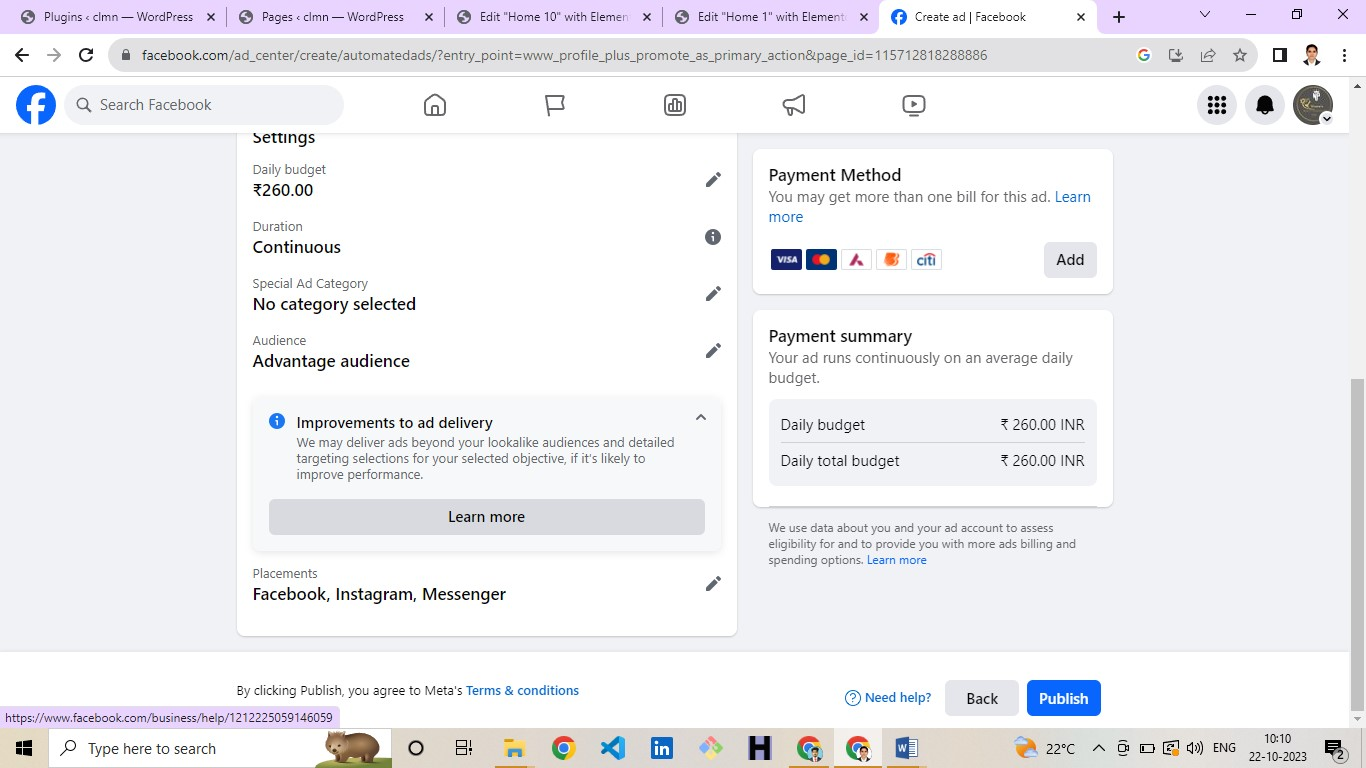 Plugins ‹ clmn — WordPress
Pages ‹ clmn — WordPress
Edit "Home 10" with Elemen
Edit "Home 1" with Element
Create ad | Facebook
facebook.com/ad_center/create/automatedads/?entry_point=www_profile_plus_promote_as_primary_action&page_id=115712818288886
Search Facebook
Settings
Daily budget
₹260.00
Duration
Continuous
Special Ad Category
No category selected
Audience
Advantage audience
Improvements to ad delivery
We may deliver ads beyond your lookalike audiences and detailed
targeting selections for your selected objective, if it's likely to
improve performance.
Learn more
Placements
Facebook, Instagram, Messenger
Payment Method
You may get more than one bill for this ad. Learn
more
VISA
citi
Add
Payment summary
Your ad runs continuously on an average daily
budget.
Daily budget ₹ 260.00 INR
Daily total budget ₹ 260.00 INR
We use data about you and your ad account to assess
eligibility for and to provide you with more ads billing and
spending options. Learn more
By clicking Publish, you agree to Meta's Terms & conditions
Need help?
Back
Publish
https://www.facebook.com/business/help/1212225059146059
Type here to search
22°C
ENG
10:10
22-10-2023
2